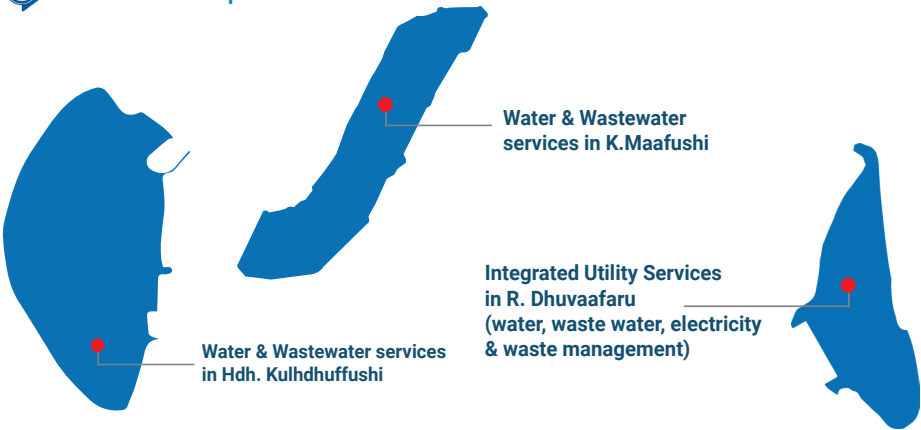 Water & Wastewater
services in K.Maafushi
Integrated Utility Services
in R. Dhuvaafaru
(water, waste water, electricity
& waste management)
Water & Wastewater services
in Hdh. Kulhdhuffushi